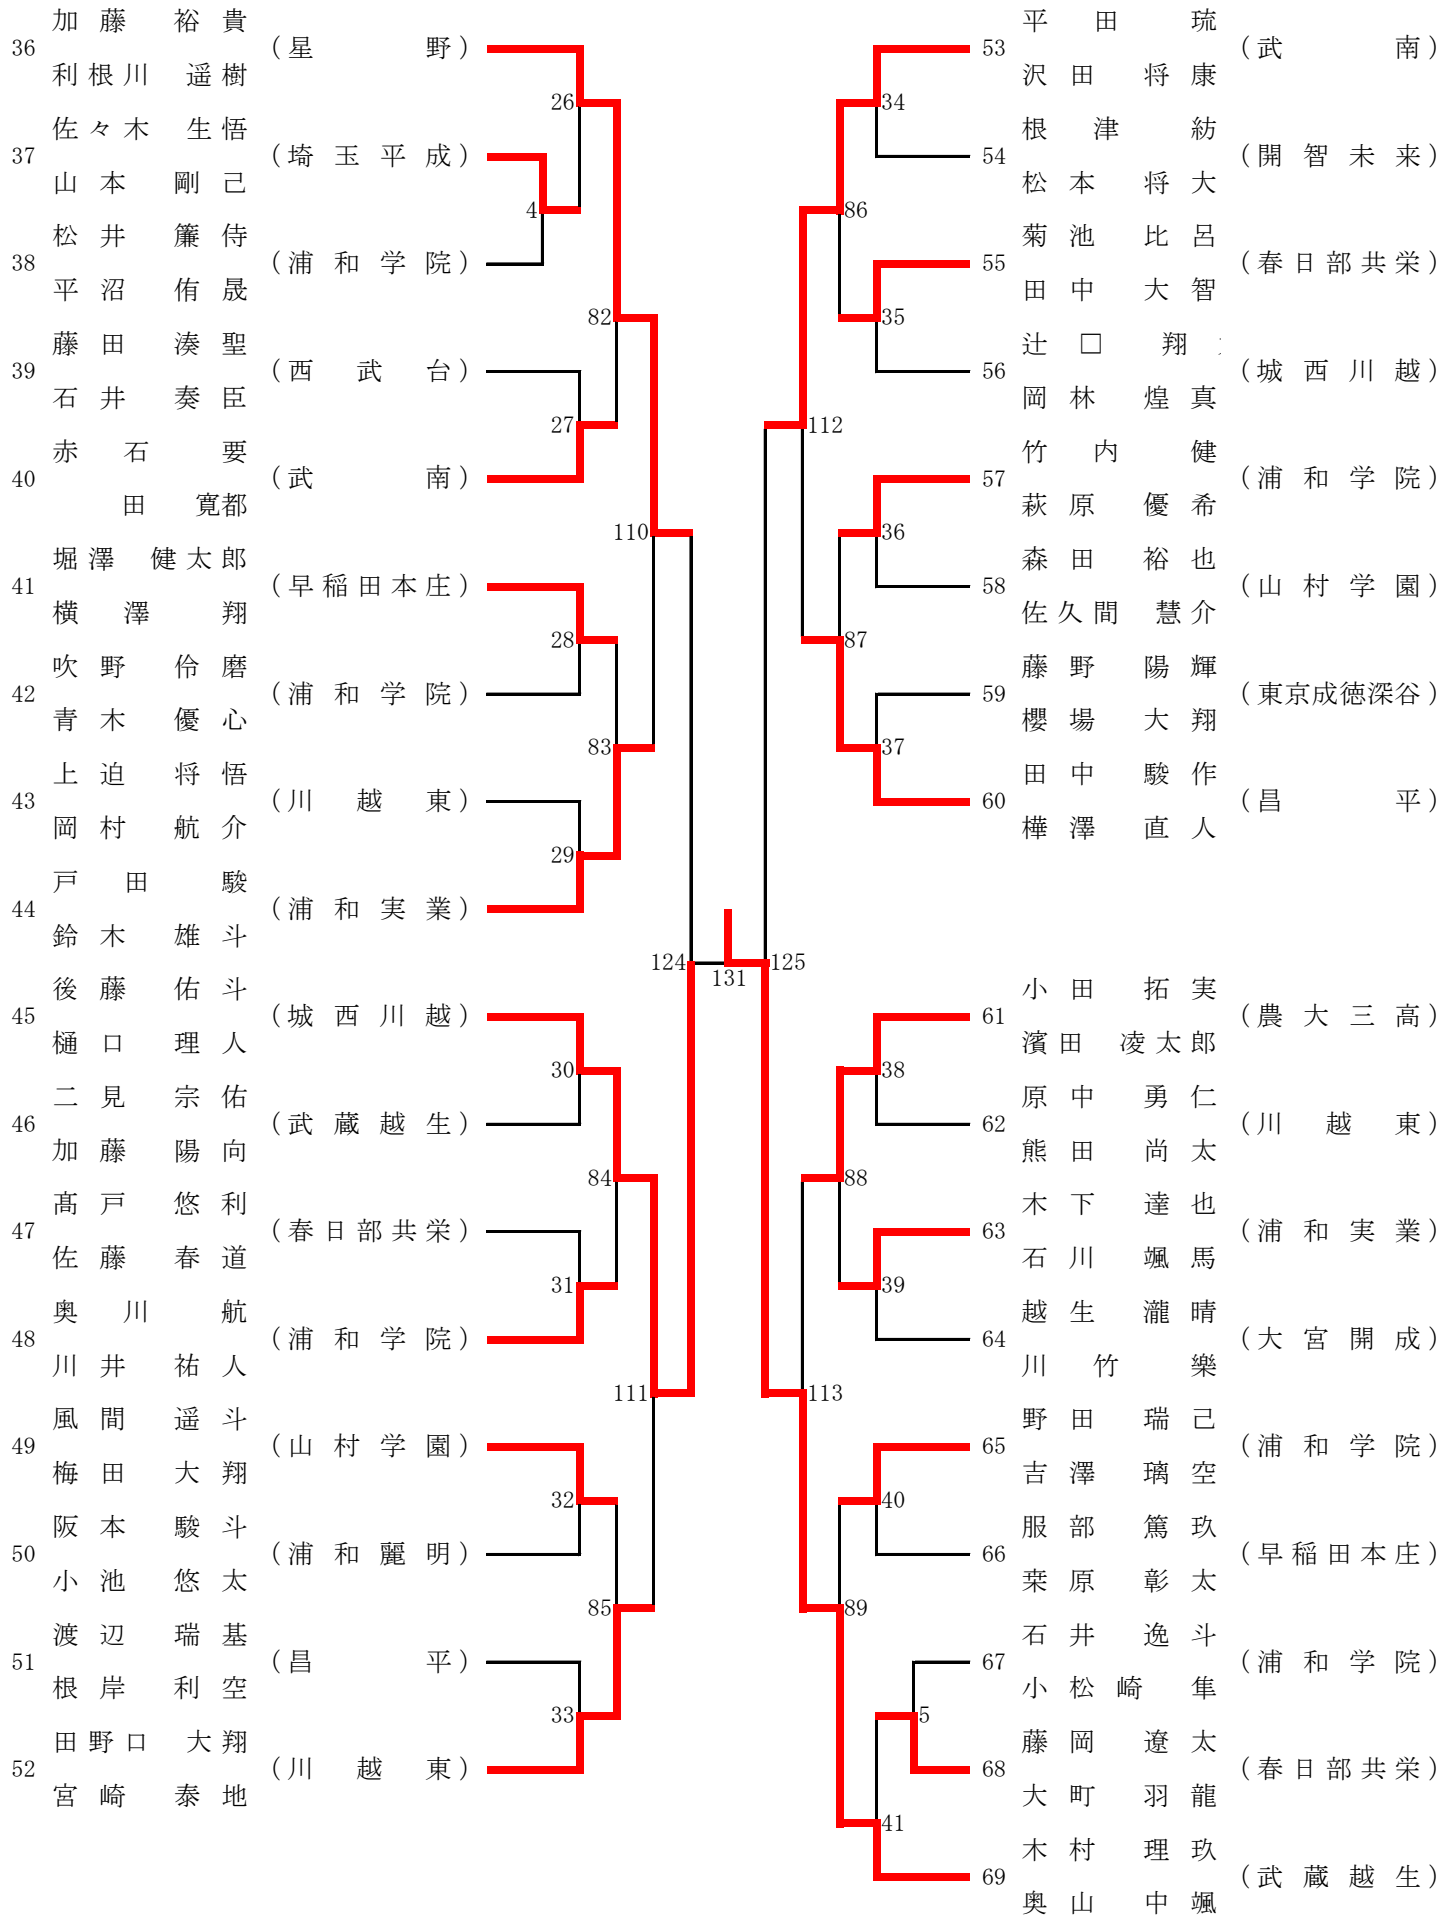 加藤 裕貴
36 (星野)
利根川 遥樹
26
佐々木 生悟
37 (埼玉平成)
山本 剛己
4
松井 簾侍
38 (浦和学院)
平沼 侑晟
82
藤田 湊聖
39 (西武台)
石井 奏臣
27
赤石 要
40 (武南)
田 寛都
110
堀澤 健太郎
41 (早稲田本庄)
横澤 翔
28
吹野 伶磨
42 (浦和学院)
青木 優心
83
上迫 将悟
43 (川越東)
岡村 航介
29
戸田 駿
44 (浦和実業)
鈴木 雄斗
124
131
125
後藤 佑斗
45 (城西川越)
樋口 理人
30
二見 宗佑
46 (武蔵越生)
加藤 陽向
84
髙戸 悠利
47 (春日部共栄)
佐藤 春道
31
奥川 航
48 (浦和学院)
川井 祐人
111
風間 遥斗
49 (山村学園)
梅田 大翔
32
阪本 駿斗
50 (浦和麗明)
小池 悠太
85
渡辺 瑞基
51 (昌平)
根岸 利空
33
田野口 大翔
52 (川越東)
宮崎 泰地
平田 琉
53 (武南)
沢田 将康
34
根津 紡
54 (開智未来)
松本 将大
86
菊池 比呂
55 (春日部共栄)
田中 大智
35
辻□ 翔
56 (城西川越)
岡林 煌真
112
竹内 健
57 (浦和学院)
萩原 優希
36
森田 裕也
58 (山村学園)
佐久間 慧介
87
藤野 陽輝
59 (東京成徳深谷)
櫻場 大翔
37
田中 駿作
60 (昌平)
樺澤 直人
小田 拓実
61 (農大三高)
濱田 凌太郎
38
原中 勇仁
62 (川越東)
熊田 尚太
88
木下 達也
63 (浦和実業)
石川 颯馬
39
越生 瀧晴
64 (大宮開成)
川竹 樂
113
野田 瑞己
65 (浦和学院)
吉澤 璃空
40
服部 篤玖
66 (早稲田本庄)
桒原 彰太
89
石井 逸斗
67 (浦和学院)
小松崎 隼
5
藤岡 遼太
68 (春日部共栄)
大町 羽龍
41
木村 理玖
69 (武蔵越生)
奥山 中颯